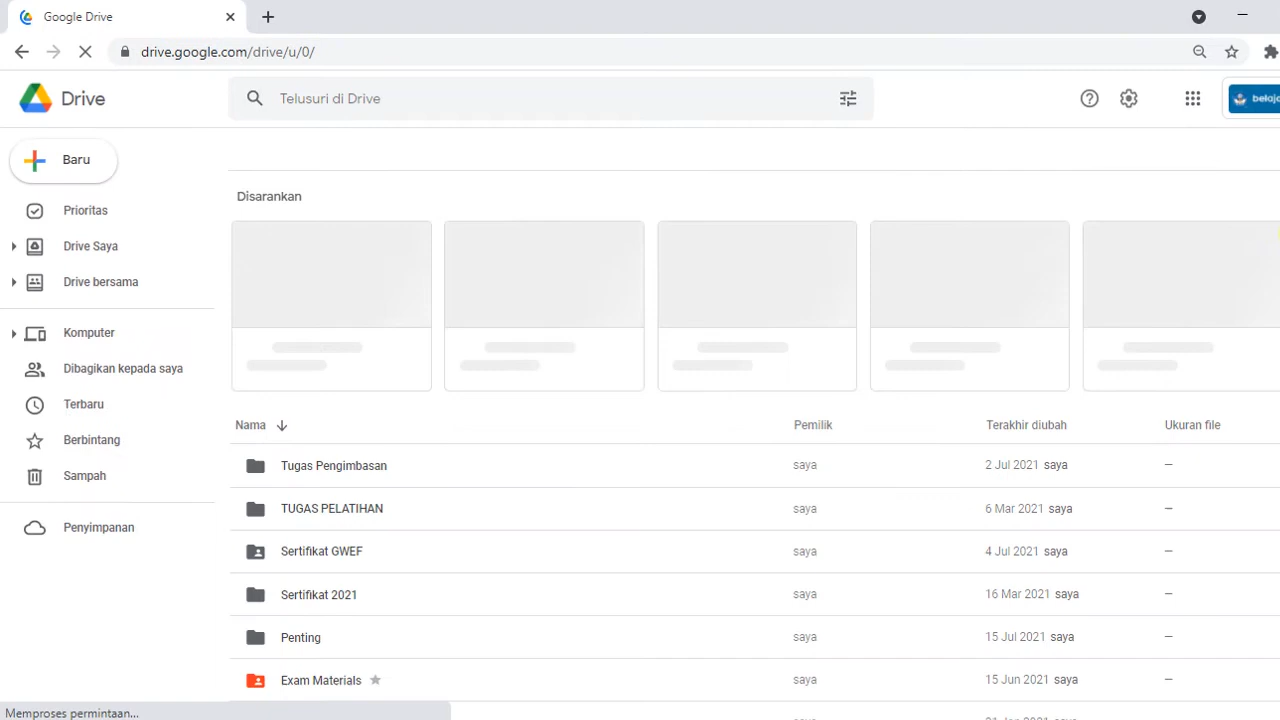 Google Drive
drive.google.com/drive/u/0/
Drive
Telusuri di Drive
Baru
Prioritas
Drive Saya
Drive bersama
Komputer
Dibagikan kepada saya
Terbaru
Berbintang
Sampah
Penyimpanan
Disarankan
Nama Pemilik Terakhir diubah Ukuran file
Tugas Pengimbasan saya 2 Jul 2021 saya —
TUGAS PELATIHAN saya 6 Mar 2021 saya —
Sertifikat GWEF saya 4 Jul 2021 saya —
Sertifikat 2021 saya 16 Mar 2021 saya —
Penting saya 15 Jul 2021 saya —
Exam Materials saya 15 Jun 2021 saya —
Memproses permintaan...